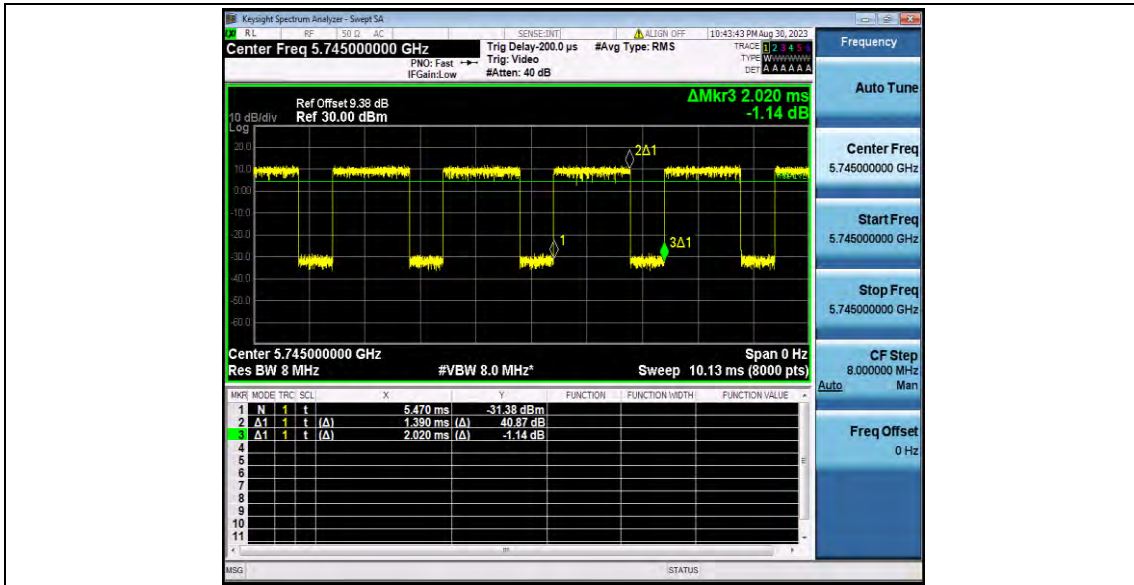 Keysight Spectrum Analyzer - Swept SA
RL RF 50 Ω AC SENSE:INT ALIGN OFF 10:43:43 PM Aug 30, 2023
Center Freq 5.745000000 GHz Trig Delay-200.0 µs #Avg Type: RMS TRACE 1 2 3 4 5 6
PNO: Fast Trig: Video TYPE WWWWWW
IFGain:Low #Atten: 40 dB DET A A A A A A
Frequency
Auto Tune
Center Freq
5.745000000 GHz
Start Freq
5.745000000 GHz
Stop Freq
5.745000000 GHz
CF Step
8.000000 MHz
Auto Man
Freq Offset
0 Hz
ΔMkr3 2.020 ms
-1.14 dB
Ref Offset 9.38 dB
10 dB/div Ref 30.00 dBm
Log
20.0
10.0
0.00
-10.0
-20.0
-30.0
-40.0
-50.0
-60.0
2Δ1
1
3Δ1
Center 5.745000000 GHz Span 0 Hz
Res BW 8 MHz #VBW 8.0 MHz* Sweep 10.13 ms (8000 pts)
MKR MODE TRC SCL X Y FUNCTION FUNCTION WIDTH FUNCTION VALUE
1 N 1 t 5.470 ms -31.38 dBm
2 Δ1 1 t (Δ) 1.390 ms (Δ) 40.87 dB
3 Δ1 1 t (Δ) 2.020 ms (Δ) -1.14 dB
4
5
6
7
8
9
10
11
MSG STATUS